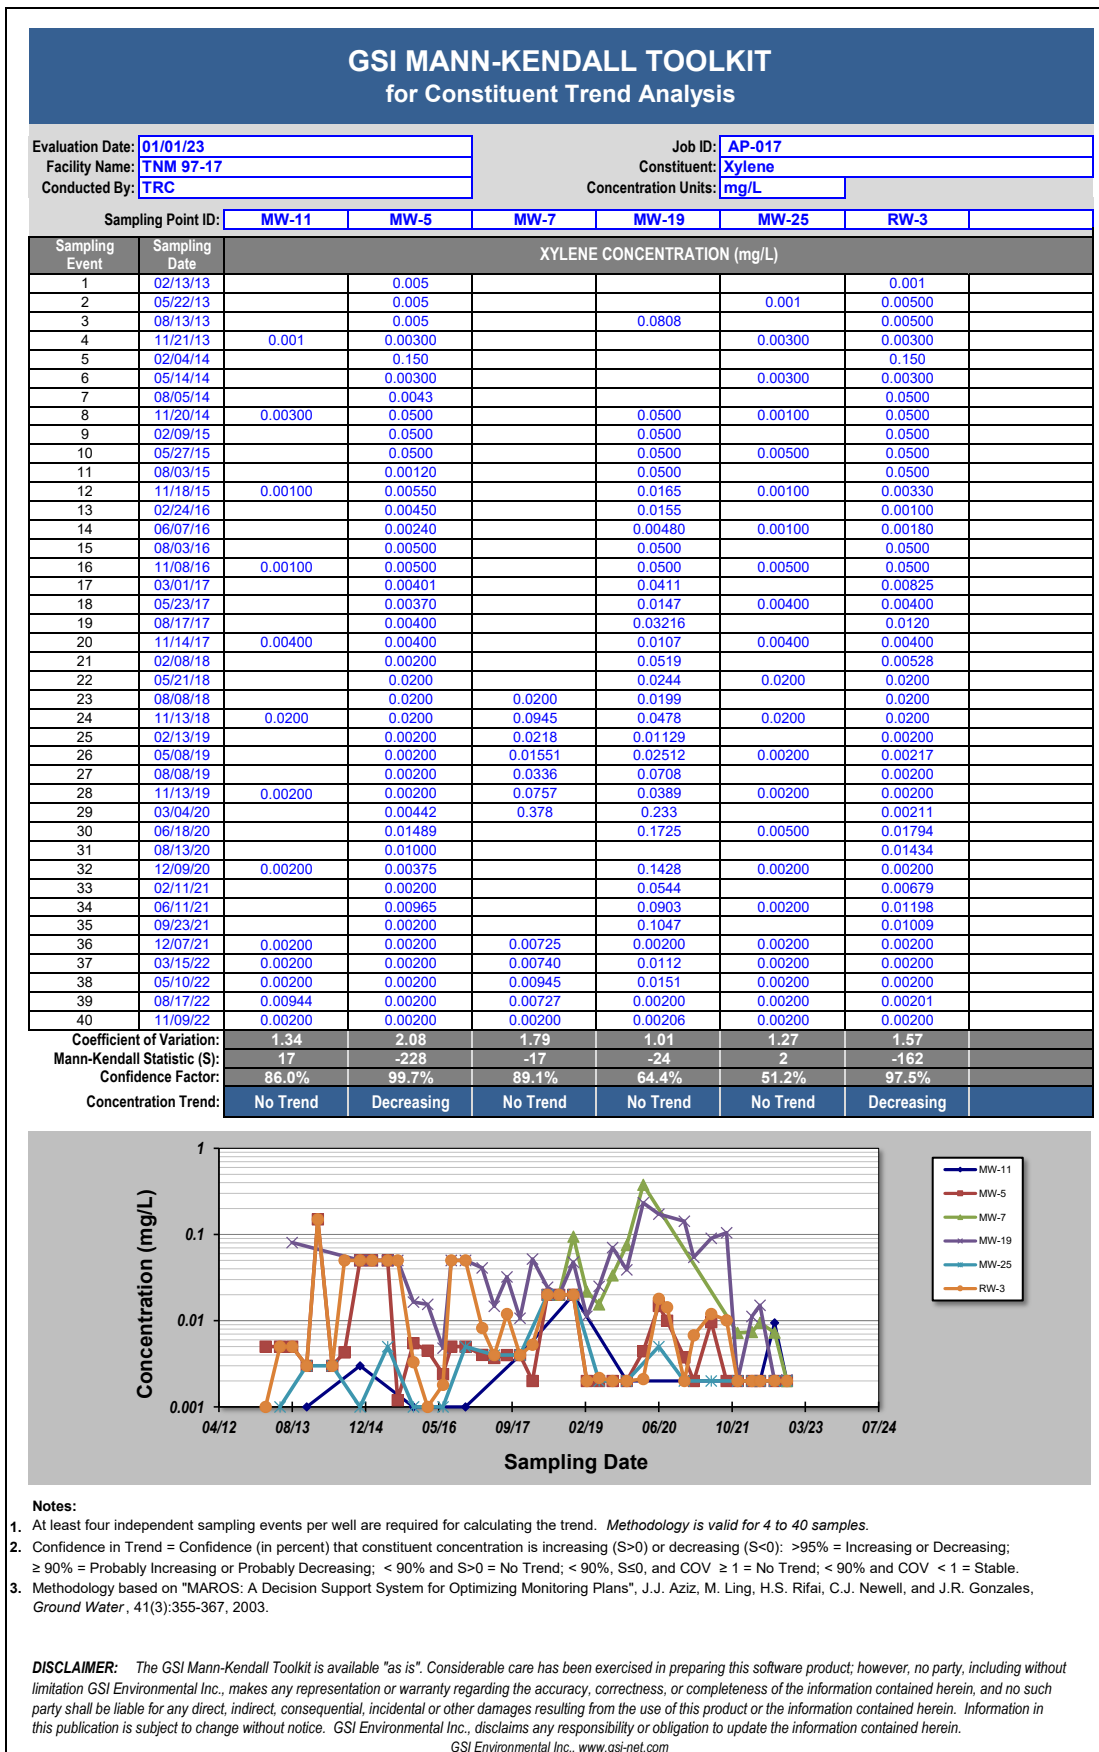 GSI MANN-KENDALL TOOLKIT
for Constituent Trend Analysis
Evaluation Date: 01/01/23 Job ID: AP-017
Facility Name: TNM 97-17 Constituent: Xylene
Conducted By: TRC Concentration Units: mg/L
Sampling Point ID: MW-11 MW-5 MW-7 MW-19 MW-25 RW-3
Sampling Event Sampling Date XYLENE CONCENTRATION (mg/L)
1 02/13/13 0.005 0.001
2 05/22/13 0.005 0.001 0.00500
3 08/13/13 0.005 0.0808 0.00500
4 11/21/13 0.001 0.00300 0.00300 0.00300
5 02/04/14 0.150 0.150
6 05/14/14 0.00300 0.00300 0.00300
7 08/05/14 0.0043 0.0500
8 11/20/14 0.00300 0.0500 0.0500 0.00100 0.0500
9 02/09/15 0.0500 0.0500 0.0500
10 05/27/15 0.0500 0.0500 0.00500 0.0500
11 08/03/15 0.00120 0.0500 0.0500
12 11/18/15 0.00100 0.00550 0.0165 0.00100 0.00330
13 02/24/16 0.00450 0.0155 0.00100
14 06/07/16 0.00240 0.00480 0.00100 0.00180
15 08/03/16 0.00500 0.0500 0.0500
16 11/08/16 0.00100 0.00500 0.0500 0.00500 0.0500
17 03/01/17 0.00401 0.0411 0.00825
18 05/23/17 0.00370 0.0147 0.00400 0.00400
19 08/17/17 0.00400 0.03216 0.0120
20 11/14/17 0.00400 0.00400 0.0107 0.00400 0.00400
21 02/08/18 0.00200 0.0519 0.00528
22 05/21/18 0.0200 0.0244 0.0200 0.0200
23 08/08/18 0.0200 0.0200 0.0199 0.0200
24 11/13/18 0.0200 0.0200 0.0945 0.0478 0.0200 0.0200
25 02/13/19 0.00200 0.0218 0.01129 0.00200
26 05/08/19 0.00200 0.01551 0.02512 0.00200 0.00217
27 08/08/19 0.00200 0.0336 0.0708 0.00200
28 11/13/19 0.00200 0.00200 0.0757 0.0389 0.00200 0.00200
29 03/04/20 0.00442 0.378 0.233 0.00211
30 06/18/20 0.01489 0.1725 0.00500 0.01794
31 08/13/20 0.01000 0.01434
32 12/09/20 0.00200 0.00375 0.1428 0.00200 0.00200
33 02/11/21 0.00200 0.0544 0.00679
34 06/11/21 0.00965 0.0903 0.00200 0.01198
35 09/23/21 0.00200 0.1047 0.01009
36 12/07/21 0.00200 0.00200 0.00725 0.00200 0.00200 0.00200
37 03/15/22 0.00200 0.00200 0.00740 0.0112 0.00200 0.00200
38 05/10/22 0.00200 0.00200 0.00945 0.0151 0.00200 0.00200
39 08/17/22 0.00944 0.00200 0.00727 0.00200 0.00200 0.00201
40 11/09/22 0.00200 0.00200 0.00200 0.00206 0.00200 0.00200
Coefficient of Variation: 1.34 2.08 1.79 1.01 1.27 1.57
Mann-Kendall Statistic (S): 17 -228 -17 -24 2 -162
Confidence Factor: 86.0% 99.7% 89.1% 64.4% 51.2% 97.5%
Concentration Trend: No Trend Decreasing No Trend No Trend No Trend Decreasing
Concentration (mg/L)
1
0.1
0.01
0.001
04/12 08/13 12/14 05/16 09/17 02/19 06/20 10/21 03/23 07/24
Sampling Date
MW-11
MW-5
MW-7
MW-19
MW-25
RW-3
Notes:
1. At least four independent sampling events per well are required for calculating the trend. Methodology is valid for 4 to 40 samples.
2. Confidence in Trend = Confidence (in percent) that constituent concentration is increasing (S>0) or decreasing (S<0): >95% = Increasing or Decreasing;
≥ 90% = Probably Increasing or Probably Decreasing; < 90% and S>0 = No Trend; < 90%, S≤0, and COV ≥ 1 = No Trend; < 90% and COV < 1 = Stable.
3. Methodology based on "MAROS: A Decision Support System for Optimizing Monitoring Plans", J.J. Aziz, M. Ling, H.S. Rifai, C.J. Newell, and J.R. Gonzales,
Ground Water, 41(3):355-367, 2003.
DISCLAIMER: The GSI Mann-Kendall Toolkit is available "as is". Considerable care has been exercised in preparing this software product; however, no party, including without
limitation GSI Environmental Inc., makes any representation or warranty regarding the accuracy, correctness, or completeness of the information contained herein, and no such
party shall be liable for any direct, indirect, consequential, incidental or other damages resulting from the use of this product or the information contained herein. Information in
this publication is subject to change without notice. GSI Environmental Inc., disclaims any responsibility or obligation to update the information contained herein.
GSI Environmental Inc., www.gsi-net.com